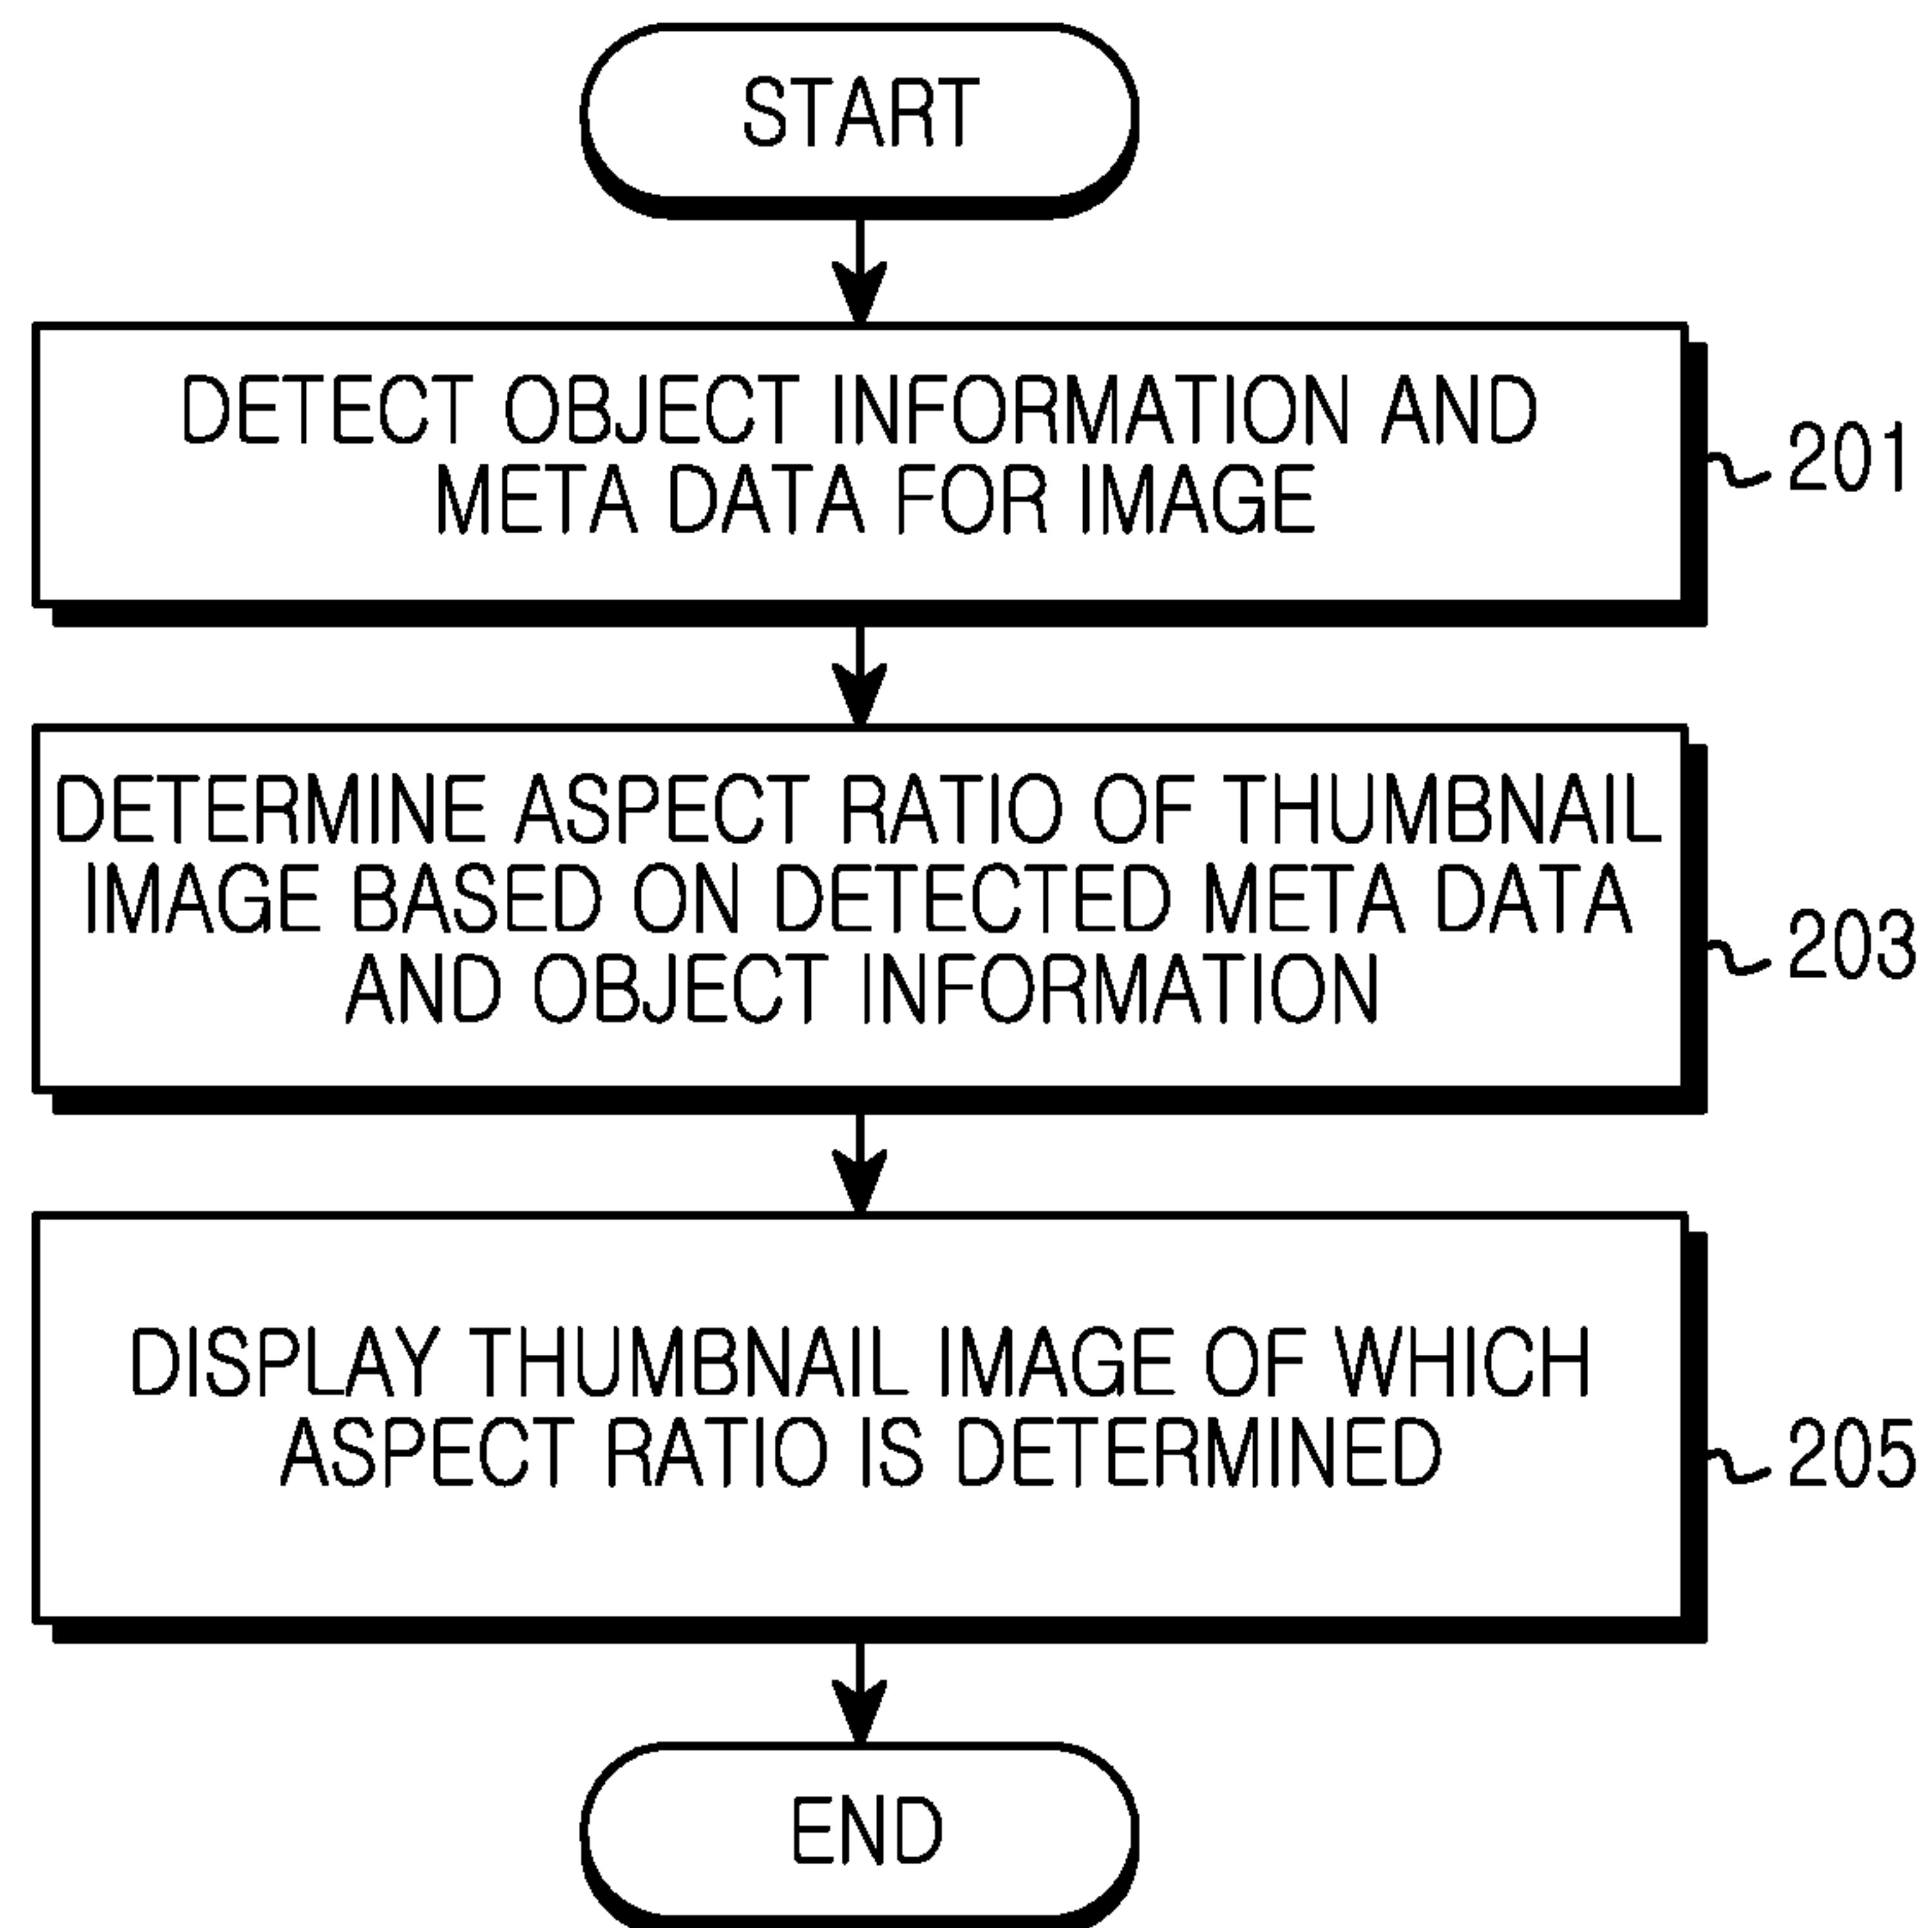 START
DETECT OBJECT INFORMATION AND
META DATA FOR IMAGE
201
DETERMINE ASPECT RATIO OF THUMBNAIL
IMAGE BASED ON DETECTED META DATA
AND OBJECT INFORMATION
203
DISPLAY THUMBNAIL IMAGE OF WHICH
ASPECT RATIO IS DETERMINED
205
END